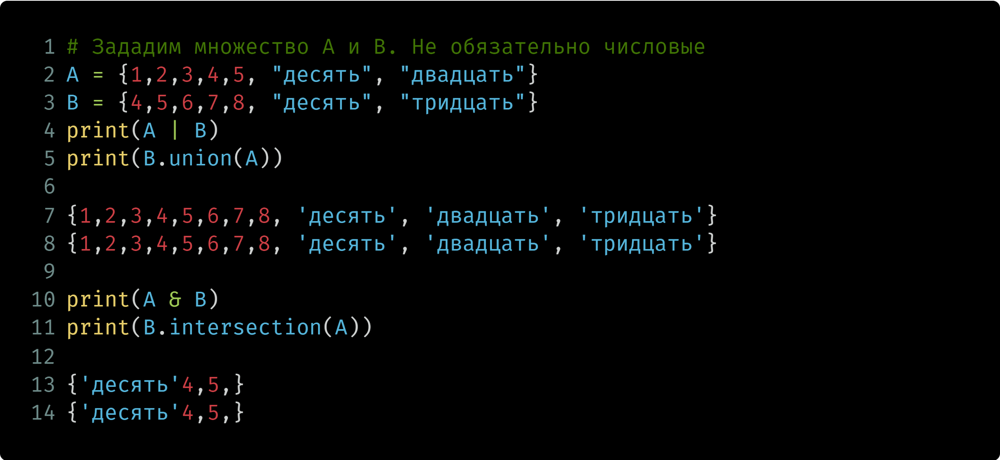 1 # Зададим множество A и B. Не обязательно числовые
2 A = {1,2,3,4,5, "десять", "двадцать"}
3 B = {4,5,6,7,8, "десять", "тридцать"}
4 print(A | B)
5 print(B.union(A))
6
7 {1,2,3,4,5,6,7,8, 'десять', 'двадцать', 'тридцать'}
8 {1,2,3,4,5,6,7,8, 'десять', 'двадцать', 'тридцать'}
9
10 print(A & B)
11 print(B.intersection(A))
12
13 {'десять'4,5,}
14 {'десять'4,5,}